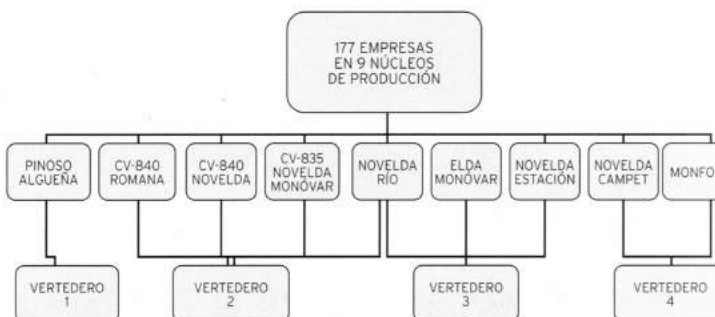 177 EMPRESAS
EN 9 NÚCLEOS
DE PRODUCCIÓN
PINOSO
ALGUEÑA
CV-840
ROMANA
CV-840
NOVELDA
CV-835
NOVELDA
MONÓVAR
NOVELDA
RÍO
ELDA
MONÓVAR
NOVELDA
ESTACIÓN
NOVELDA
CAMPET
MONFO
VERTEDERO
1
VERTEDERO
2
VERTEDERO
3
VERTEDERO
4